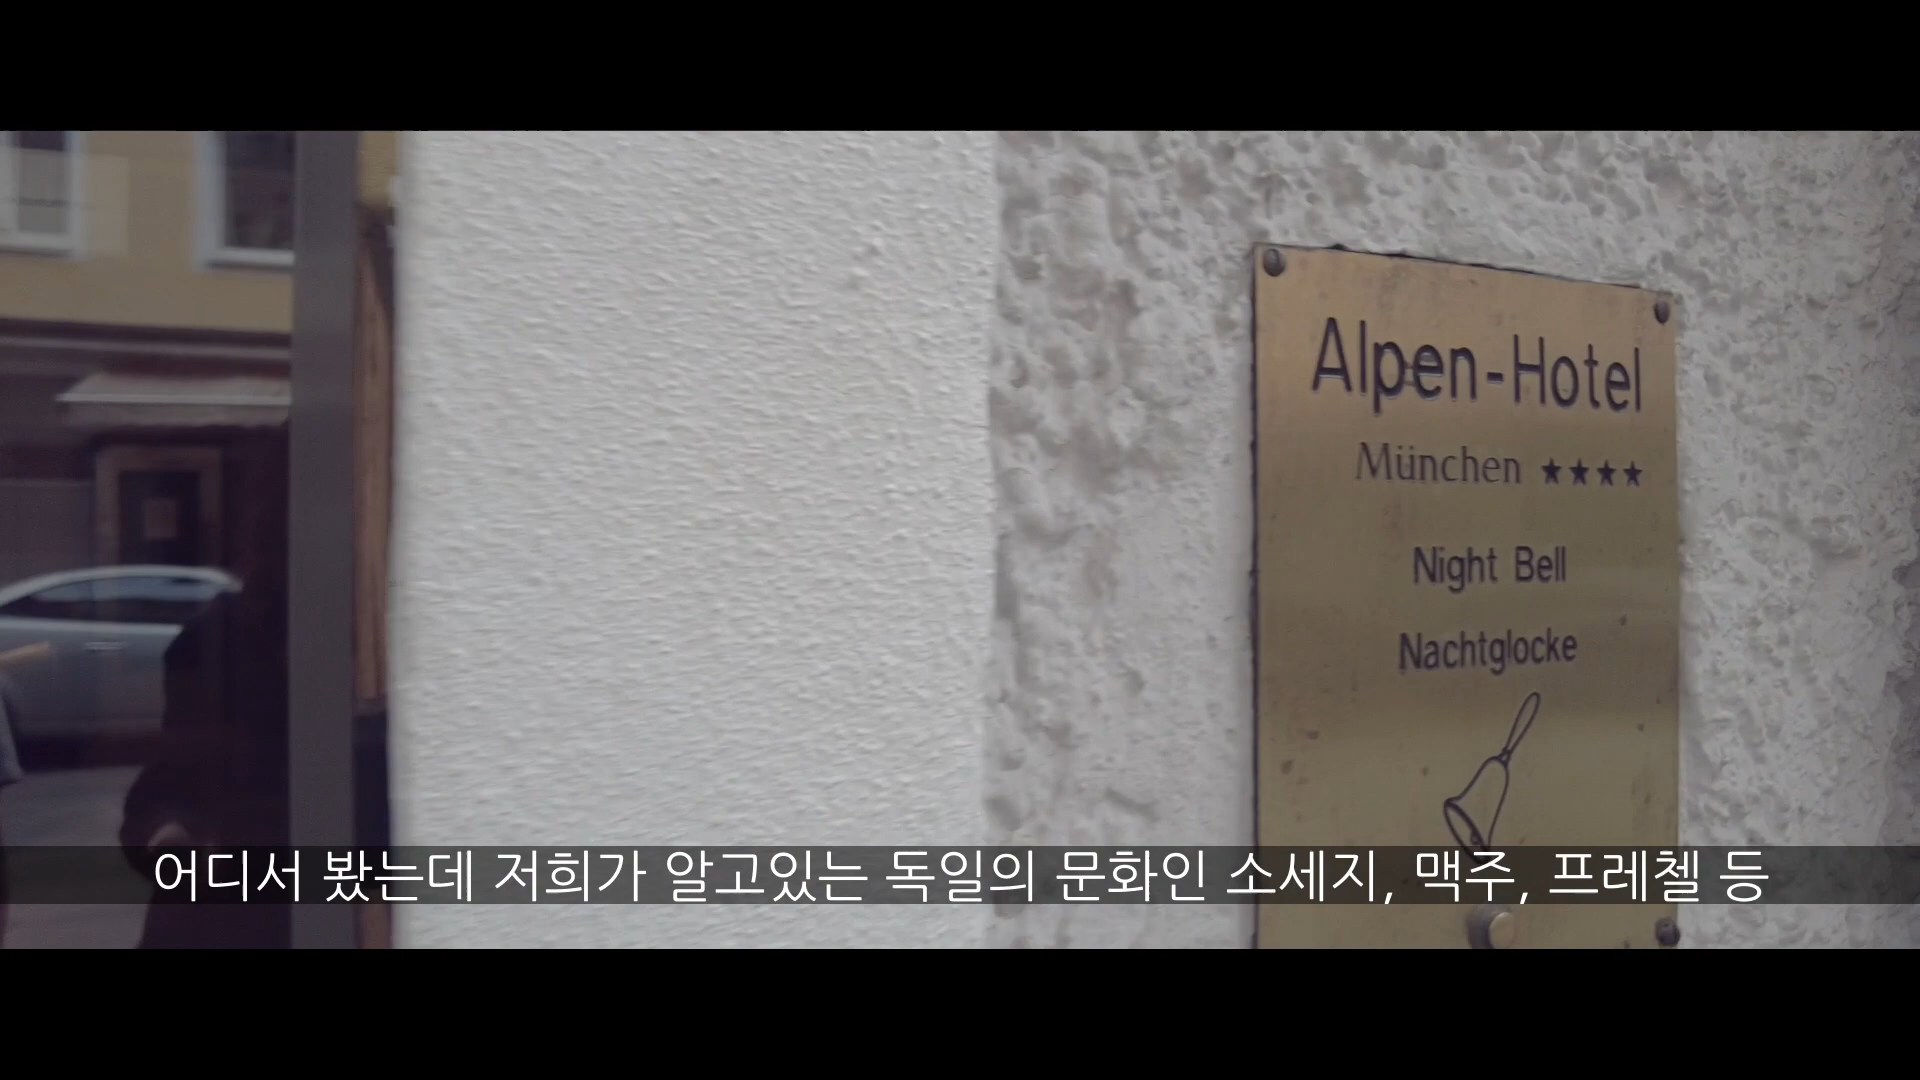 Alpen-Hotel
München ★★★★
Night Bell
Nachtglocke
어디서 봤는데 저희가 알고있는 독일의 문화인 소세지, 맥주, 프레첼 등